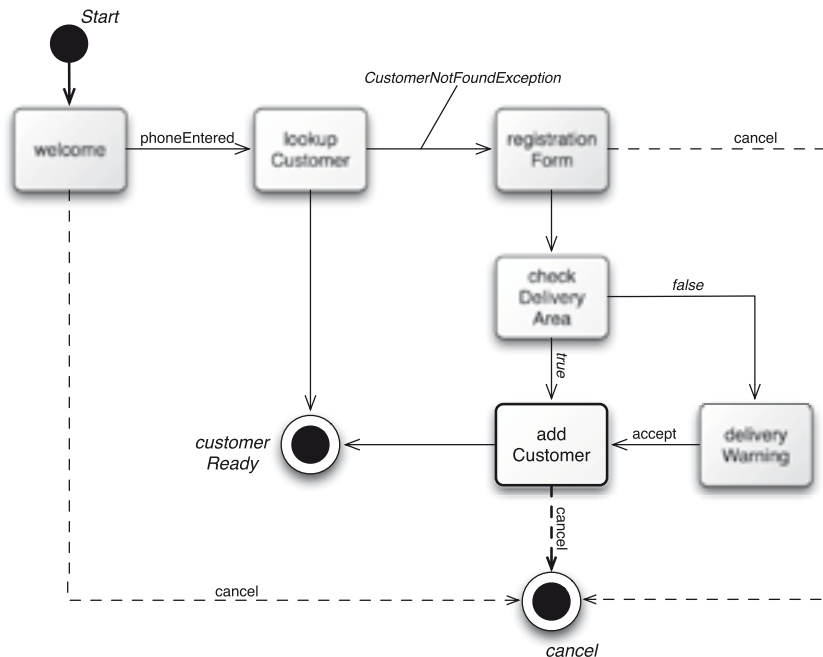 Start
CustomerNotFoundException
welcome
phoneEntered
lookup
Customer
registration
Form
cancel
check
Delivery
Area
false
true
customer
Ready
add
Customer
accept
delivery
Warning
cancel
cancel
cancel